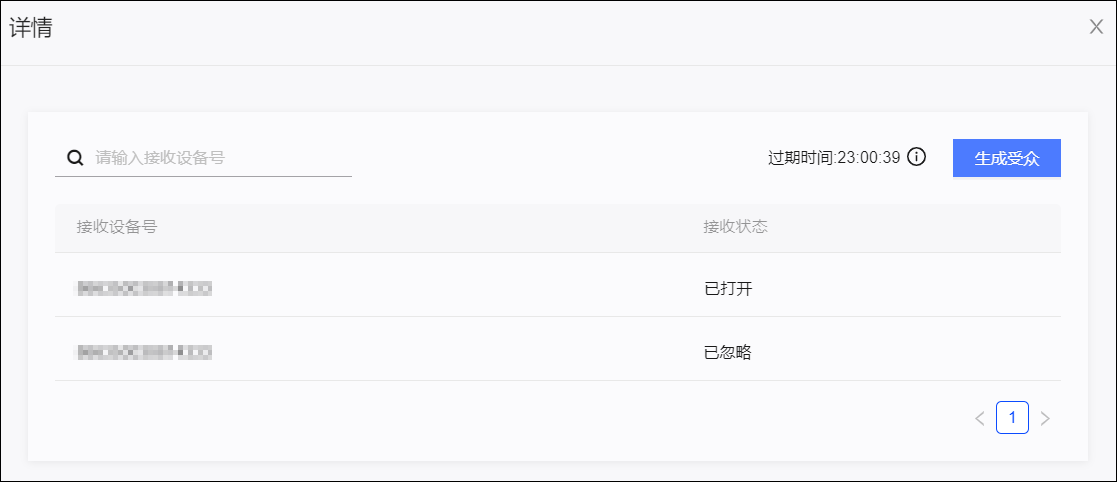 详情
请输入接收设备号
过期时间:23:00:39
生成受众
接收设备号 接收状态
已打开
已忽略
1